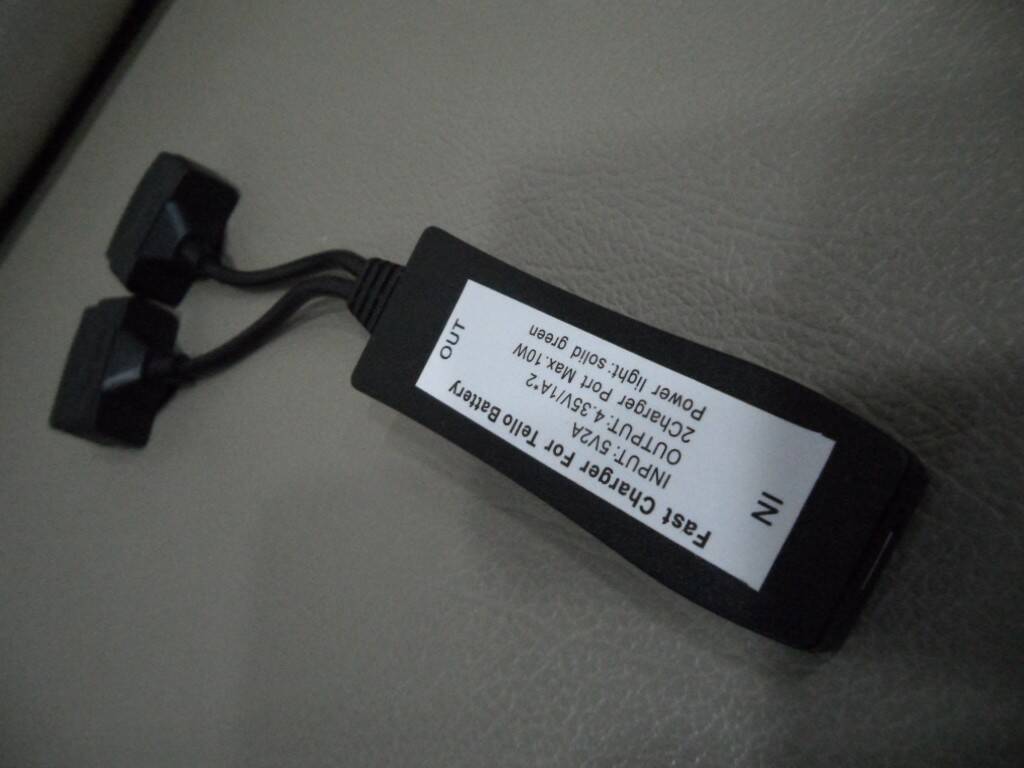 Fast Charger For Tello Battery
INPUT: 5V2A
OUTPUT: 4.35V/1A*2
2Charger Port Max.10W
Power light: solid green
IN
OUT